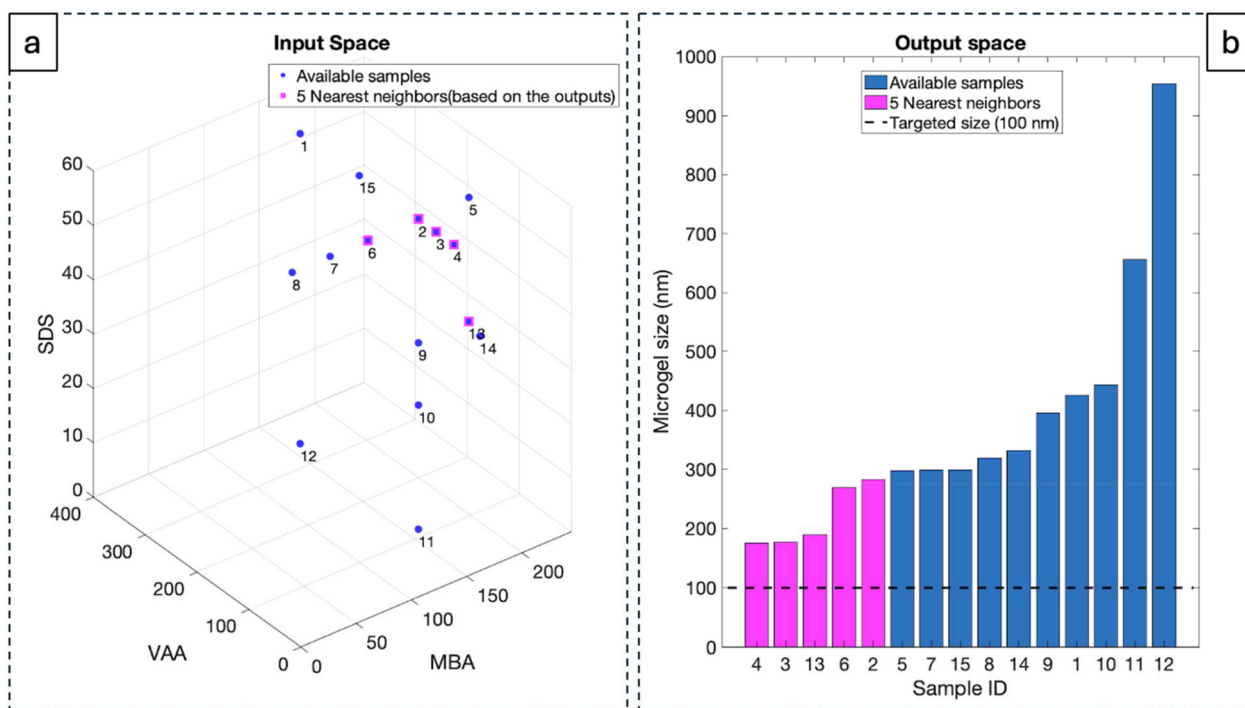 a
Input Space
Available samples
5 Nearest neighbors(based on the outputs)
60
50
40
30
20
10
0
SDS
400
300
200
100
0
VAA
0
50
100
150
200
MBA
1
15
5
2
3
4
6
7
8
13
14
9
10
12
11
b
Output space
Available samples
5 Nearest neighbors
Targeted size (100 nm)
1000
900
800
700
600
500
400
300
200
100
0
Microgel size (nm)
4 3 13 6 2 5 7 15 8 14 9 1 10 11 12
Sample ID